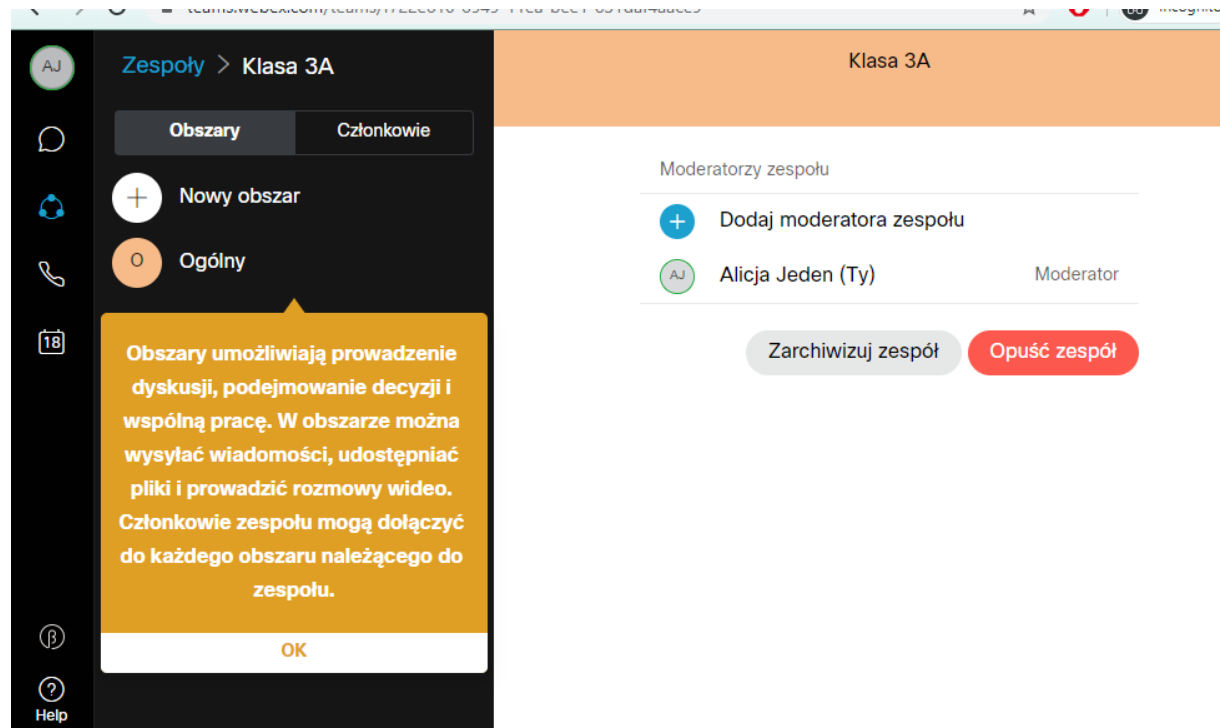 AJ
Zespoły > Klasa 3A
Obszary
Członkowie
Nowy obszar
O
Ogólny
18
Obszary umożliwiają prowadzenie
dyskusji, podejmowanie decyzji i
wspólną pracę. W obszarze można
wysyłać wiadomości, udostępniać
pliki i prowadzić rozmowy wideo.
Członkowie zespołu mogą dołączyć
do każdego obszaru należącego do
zespołu.
OK
β
?
Help
Klasa 3A
Moderatorzy zespołu
Dodaj moderatora zespołu
AJ
Alicja Jeden (Ty)
Moderator
Zarchiwizuj zespół
Opuść zespół